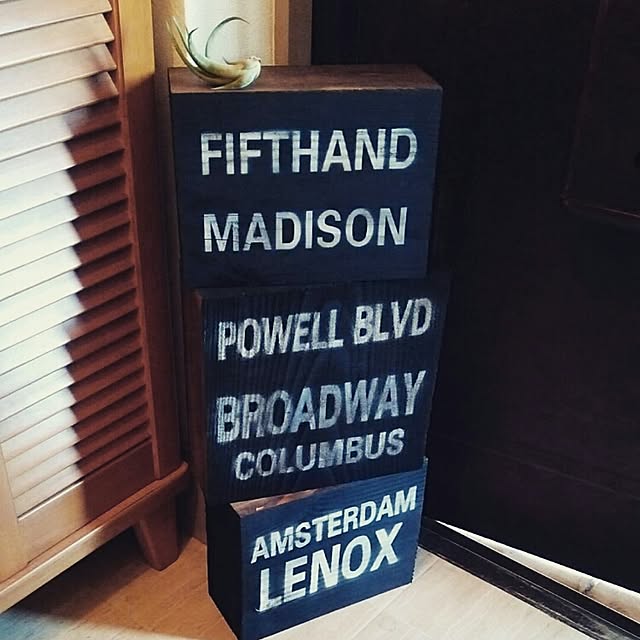 FIFTHAND
MADISON
POWELL BLVD
BROADWAY
COLUMBUS
AMSTERDAM
LENOX